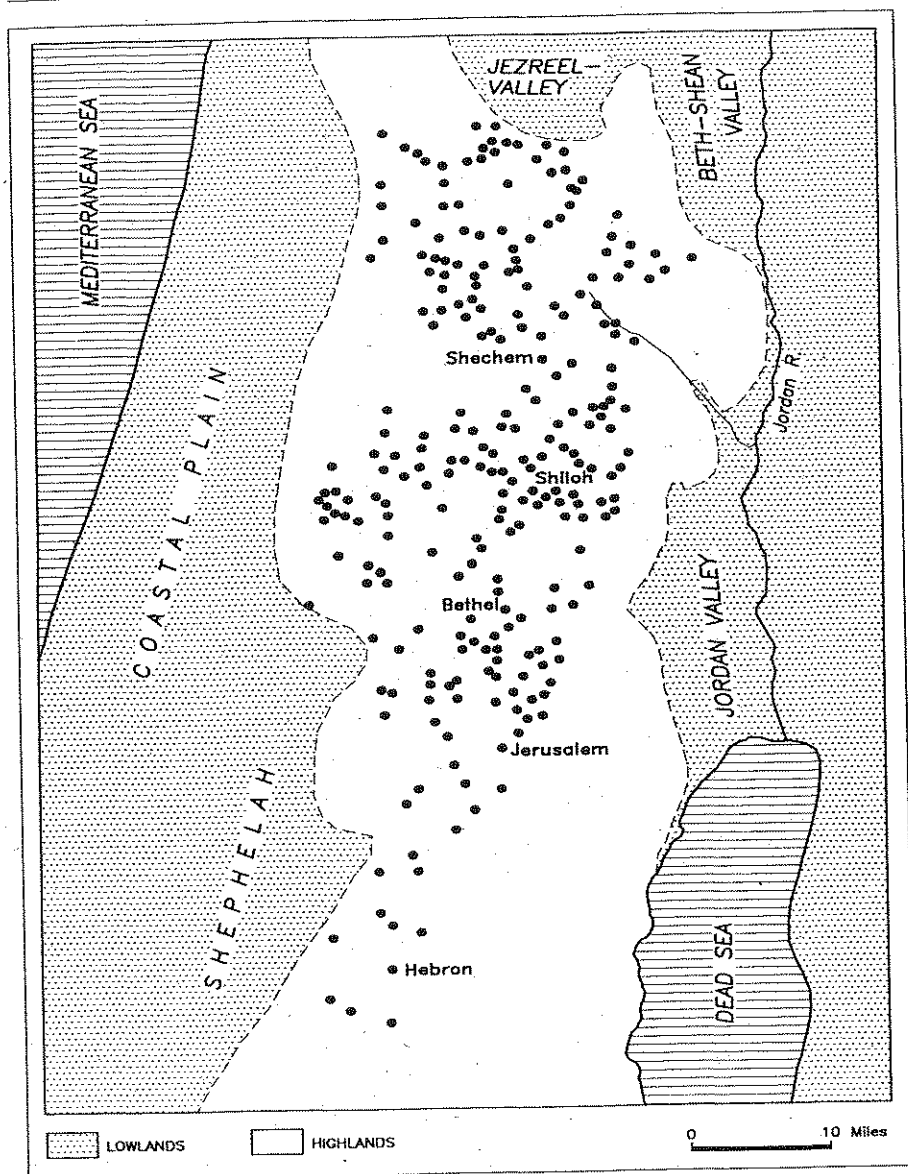 JEZREEL-
VALLEY
BETH-SHEAN
VALLEY
MEDITERRANEAN SEA
Shechem
Jordan R.
COASTAL PLAIN
Shiloh
Bethel
JORDAN VALLEY
Jerusalem
SHEPHELAH
Hebron
DEAD SEA
LOWLANDS
HIGHLANDS
0 10 Miles